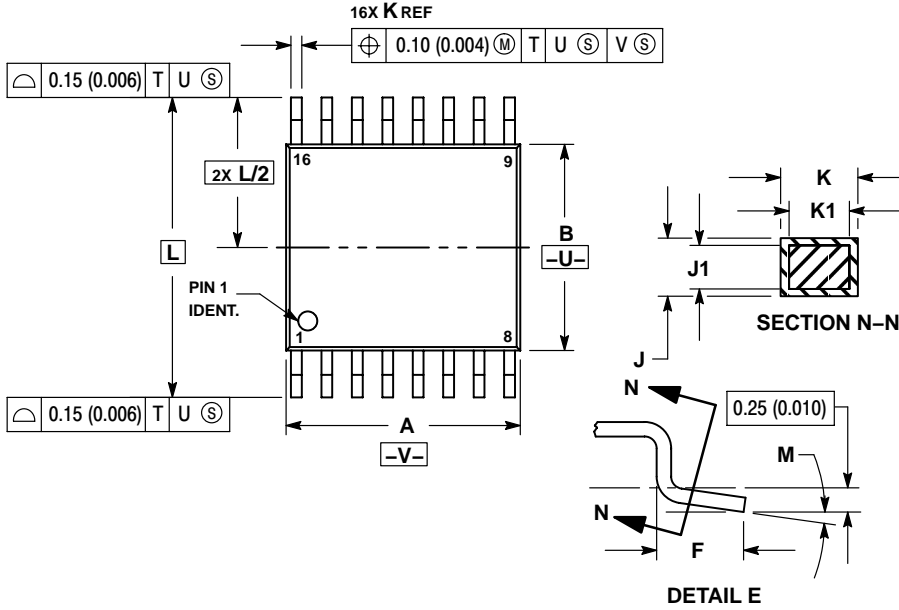 16X K REF
⌖ 0.10 (0.004) Ⓜ T U Ⓢ V Ⓢ
⌓ 0.15 (0.006) T U Ⓢ
16 9
2X L/2
L
B
–U–
PIN 1
IDENT.
1 8
⌓ 0.15 (0.006) T U Ⓢ
A
–V–
K
K1
J1
J
SECTION N–N
N
0.25 (0.010)
M
N
F
DETAIL E